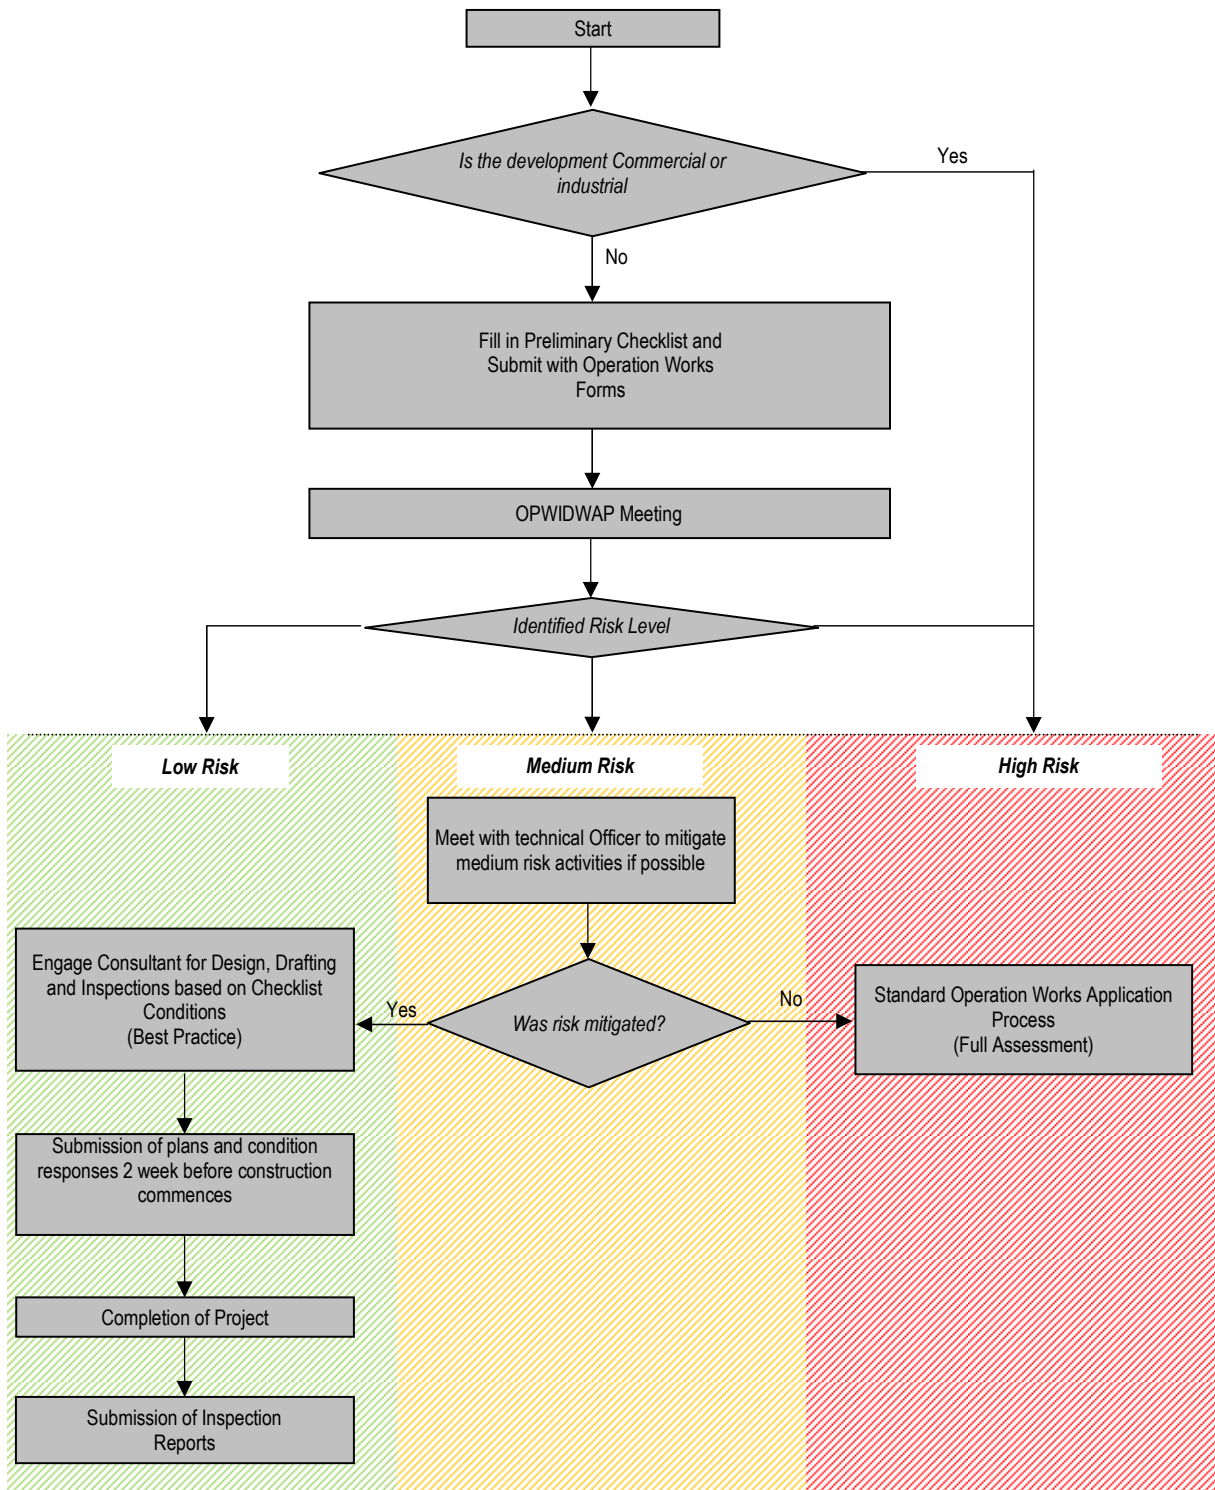 Start
Is the development Commercial or
industrial
Yes
No
Fill in Preliminary Checklist and
Submit with Operation Works
Forms
OPWIDWAP Meeting
Identified Risk Level
Low Risk
Medium Risk
High Risk
Meet with technical Officer to mitigate
medium risk activities if possible
Engage Consultant for Design, Drafting
and Inspections based on Checklist
Conditions
(Best Practice)
Yes
Was risk mitigated?
No
Standard Operation Works Application
Process
(Full Assessment)
Submission of plans and condition
responses 2 week before construction
commences
Completion of Project
Submission of Inspection
Reports